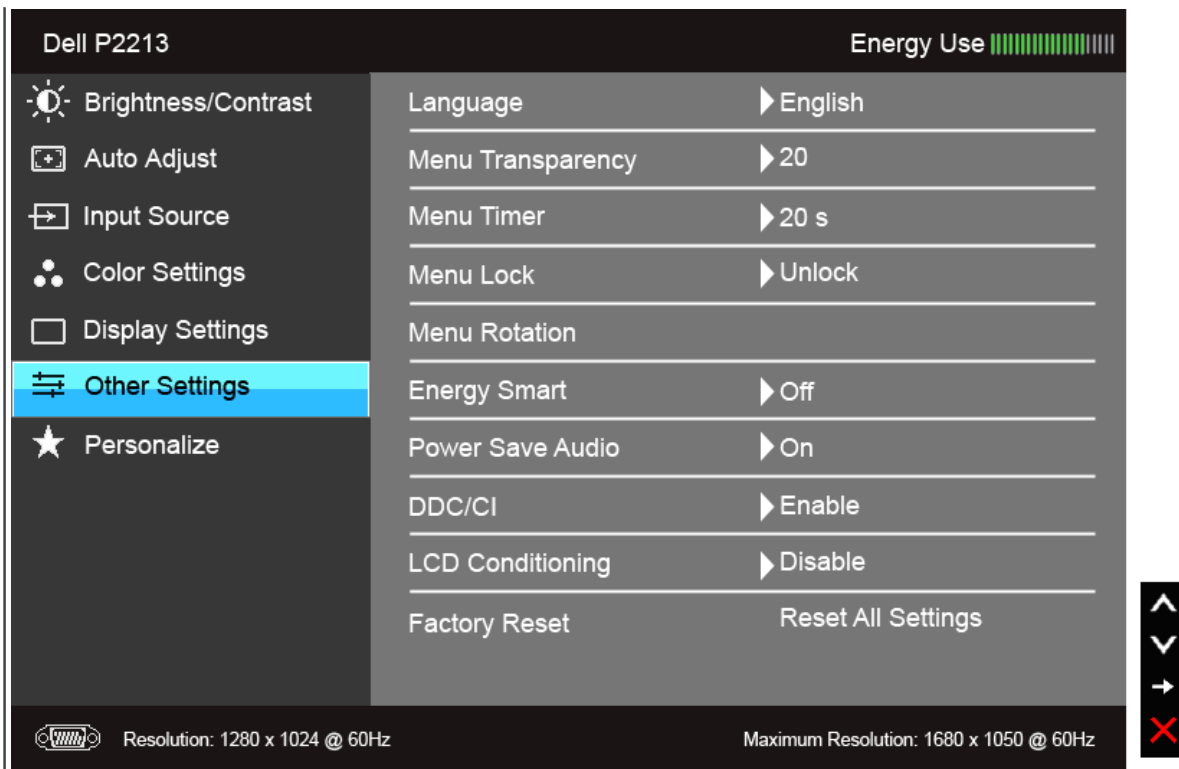 Dell P2213 Energy Use
Brightness/Contrast
Auto Adjust
Input Source
Color Settings
Display Settings
Other Settings
Personalize
Language English
Menu Transparency 20
Menu Timer 20 s
Menu Lock Unlock
Menu Rotation
Energy Smart Off
Power Save Audio On
DDC/CI Enable
LCD Conditioning Disable
Factory Reset Reset All Settings
Resolution: 1280 x 1024 @ 60Hz Maximum Resolution: 1680 x 1050 @ 60Hz